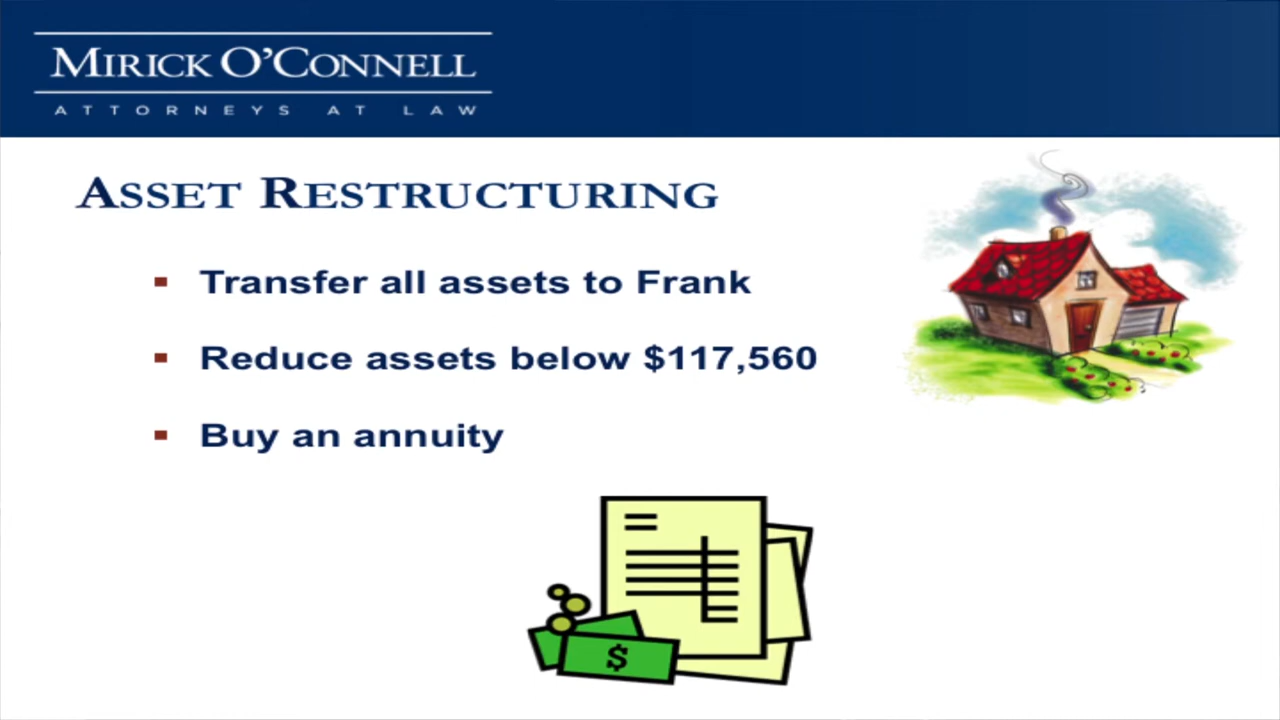 MIRICK O'CONNELL
ATTORNEYS AT LAW
ASSET RESTRUCTURING
▪ Transfer all assets to Frank
▪ Reduce assets below $117,560
▪ Buy an annuity
$